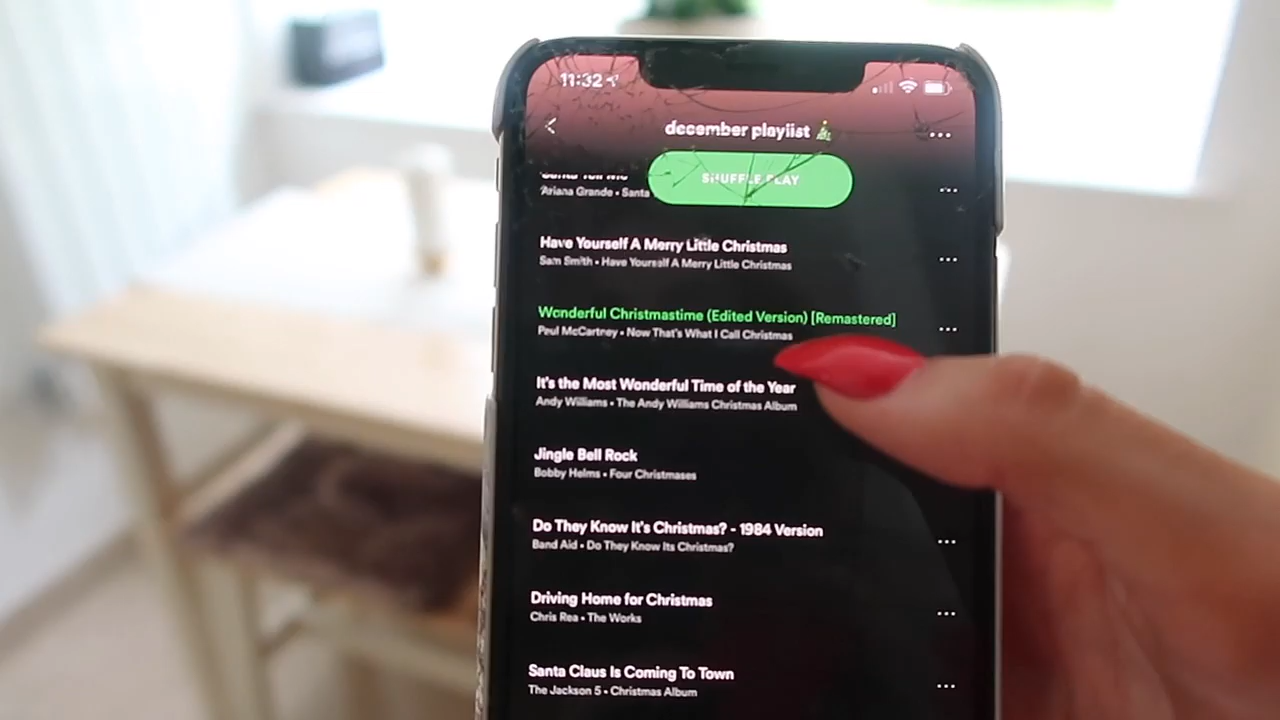 11:32
december playlist
SHUFFLE PLAY
Santa Tell Me
Ariana Grande • Santa
Have Yourself A Merry Little Christmas
Sam Smith • Have Yourself A Merry Little Christmas
Wonderful Christmastime (Edited Version) [Remastered]
Paul McCartney • Now That's What I Call Christmas
It's the Most Wonderful Time of the Year
Andy Williams • The Andy Williams Christmas Album
Jingle Bell Rock
Bobby Helms • Four Christmases
Do They Know It's Christmas? - 1984 Version
Band Aid • Do They Know Its Christmas?
Driving Home for Christmas
Chris Rea • The Works
Santa Claus Is Coming To Town
The Jackson 5 • Christmas Album